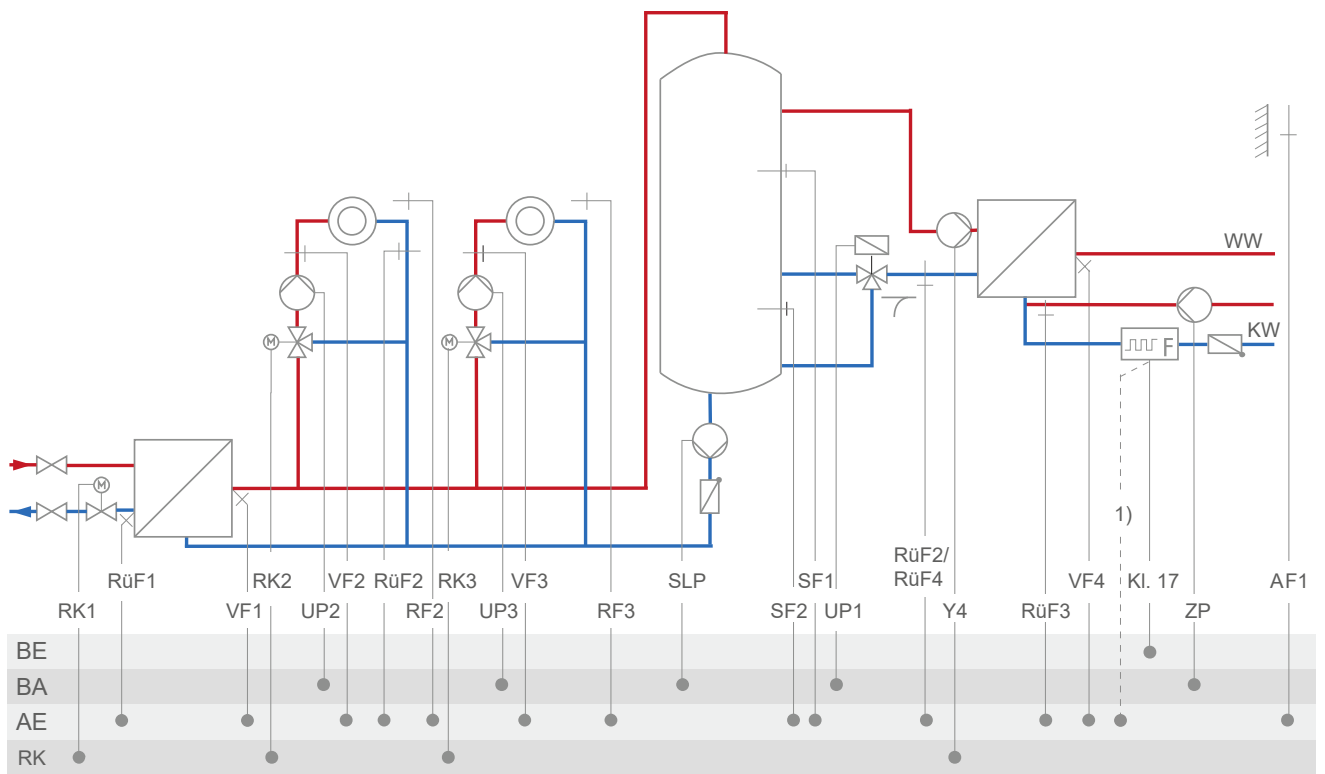 WW
KW
F
M
M
M
1)
RüF2/
RüF4
RüF1 RK2 VF2 RüF2 RK3 VF3 SLP SF1 VF4 Kl. 17 AF1
RK1 VF1 UP2 RF2 UP3 RF3 SF2 UP1 Y4 RüF3 ZP
BE
BA
AE
RK